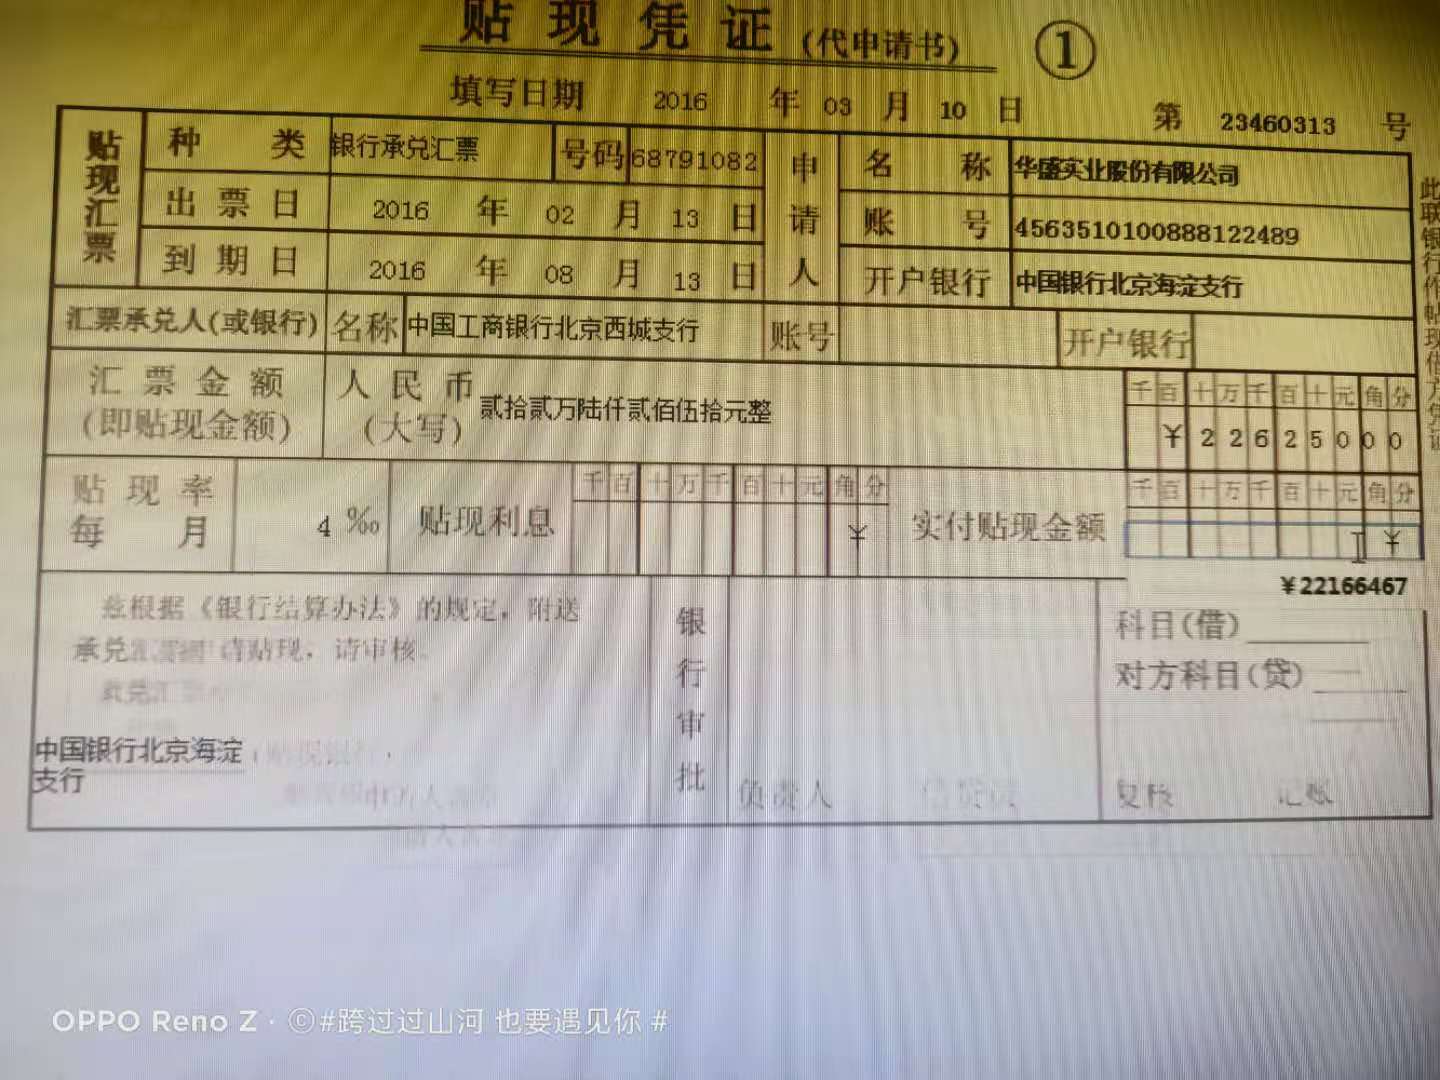 贴现凭证(代申请书) ①
填写日期 2016 年 03 月 10 日 第 23460313 号
贴现汇票
种类 银行承兑汇票 号码 68791082
出票日 2016 年 02 月 13 日
到期日 2016 年 08 月 13 日
申请人
名称 华盛实业股份有限公司
账号 4563510100888122489
开户银行 中国银行北京海淀支行
汇票承兑人(或银行) 名称 中国工商银行北京西城支行 账号 开户银行
汇票金额(即贴现金额) 人民币(大写) 贰拾贰万陆仟贰佰伍拾元整
千百十万千百十元角分
¥22625000
贴现率每月 4 ‰ 贴现利息
千百十万千百十元角分
¥
实付贴现金额
千百十万千百十元角分
¥
¥22166467
兹根据《银行结算办法》的规定，附送
承兑 请贴现，请审核
中国银行北京海淀
支行
银行审批
负责人
科目(借)
对方科目(贷)
复核 记账
此联银行作帖现借方凭证
OPPO Reno Z · ©#跨过过山河 也要遇见你 #